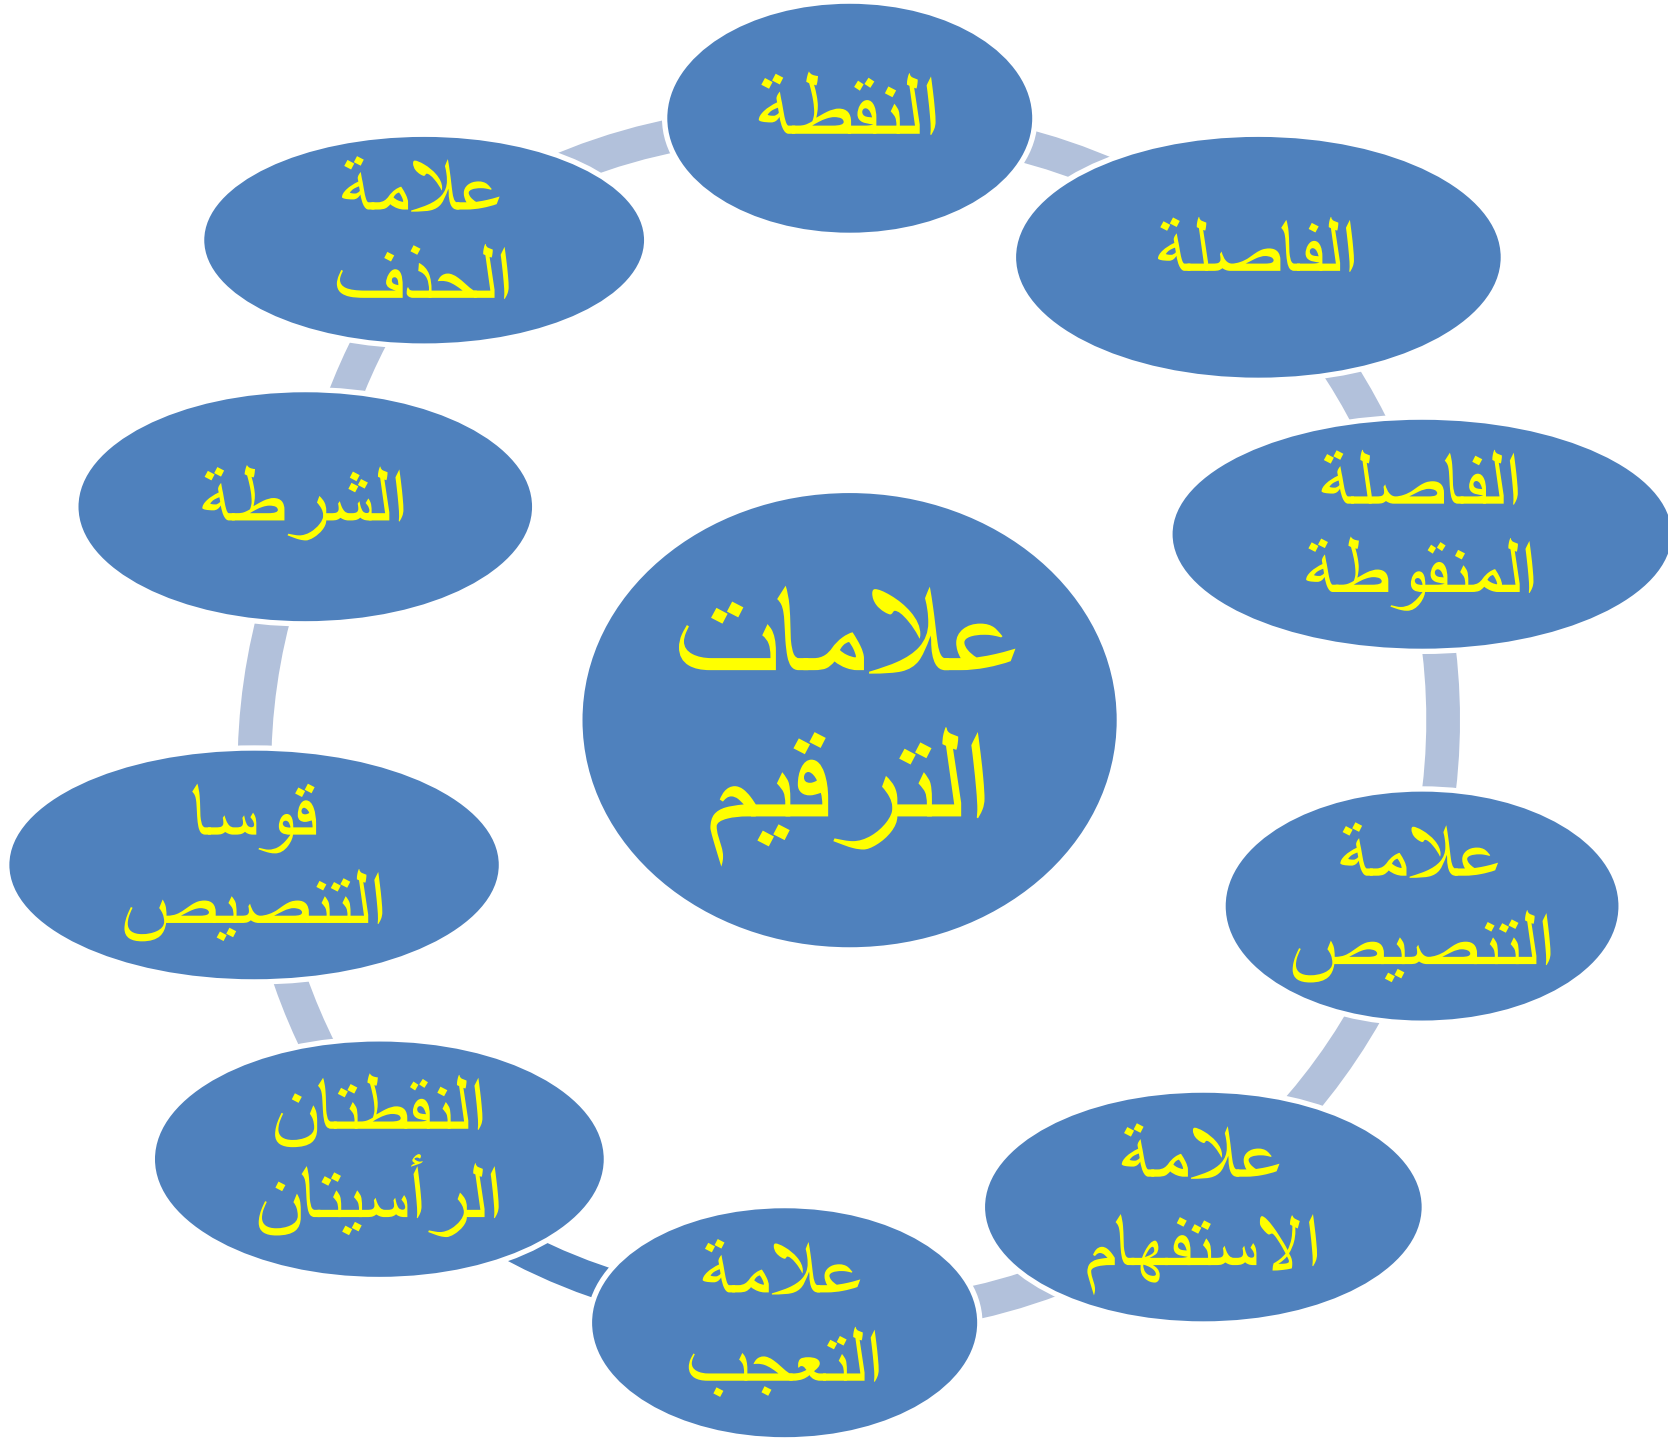 علامات
الترقيم
النقطة
الفاصلة
الفاصلة
المنقوطة
علامة
التنصيص
علامة
الاستفهام
علامة
التعجب
النقطتان
الرأسيتان
قوسا
التنصيص
الشرطة
علامة
الحذف